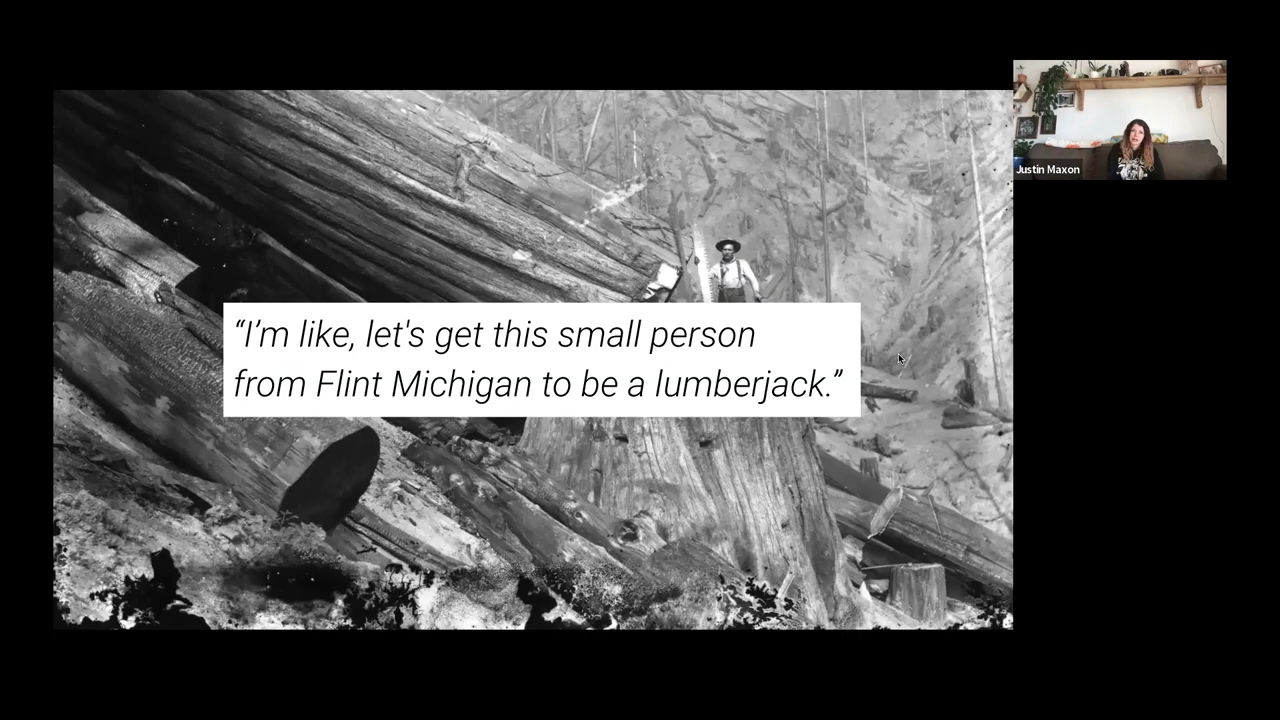 “I’m like, let's get this small person
from Flint Michigan to be a lumberjack.”
Justin Maxon